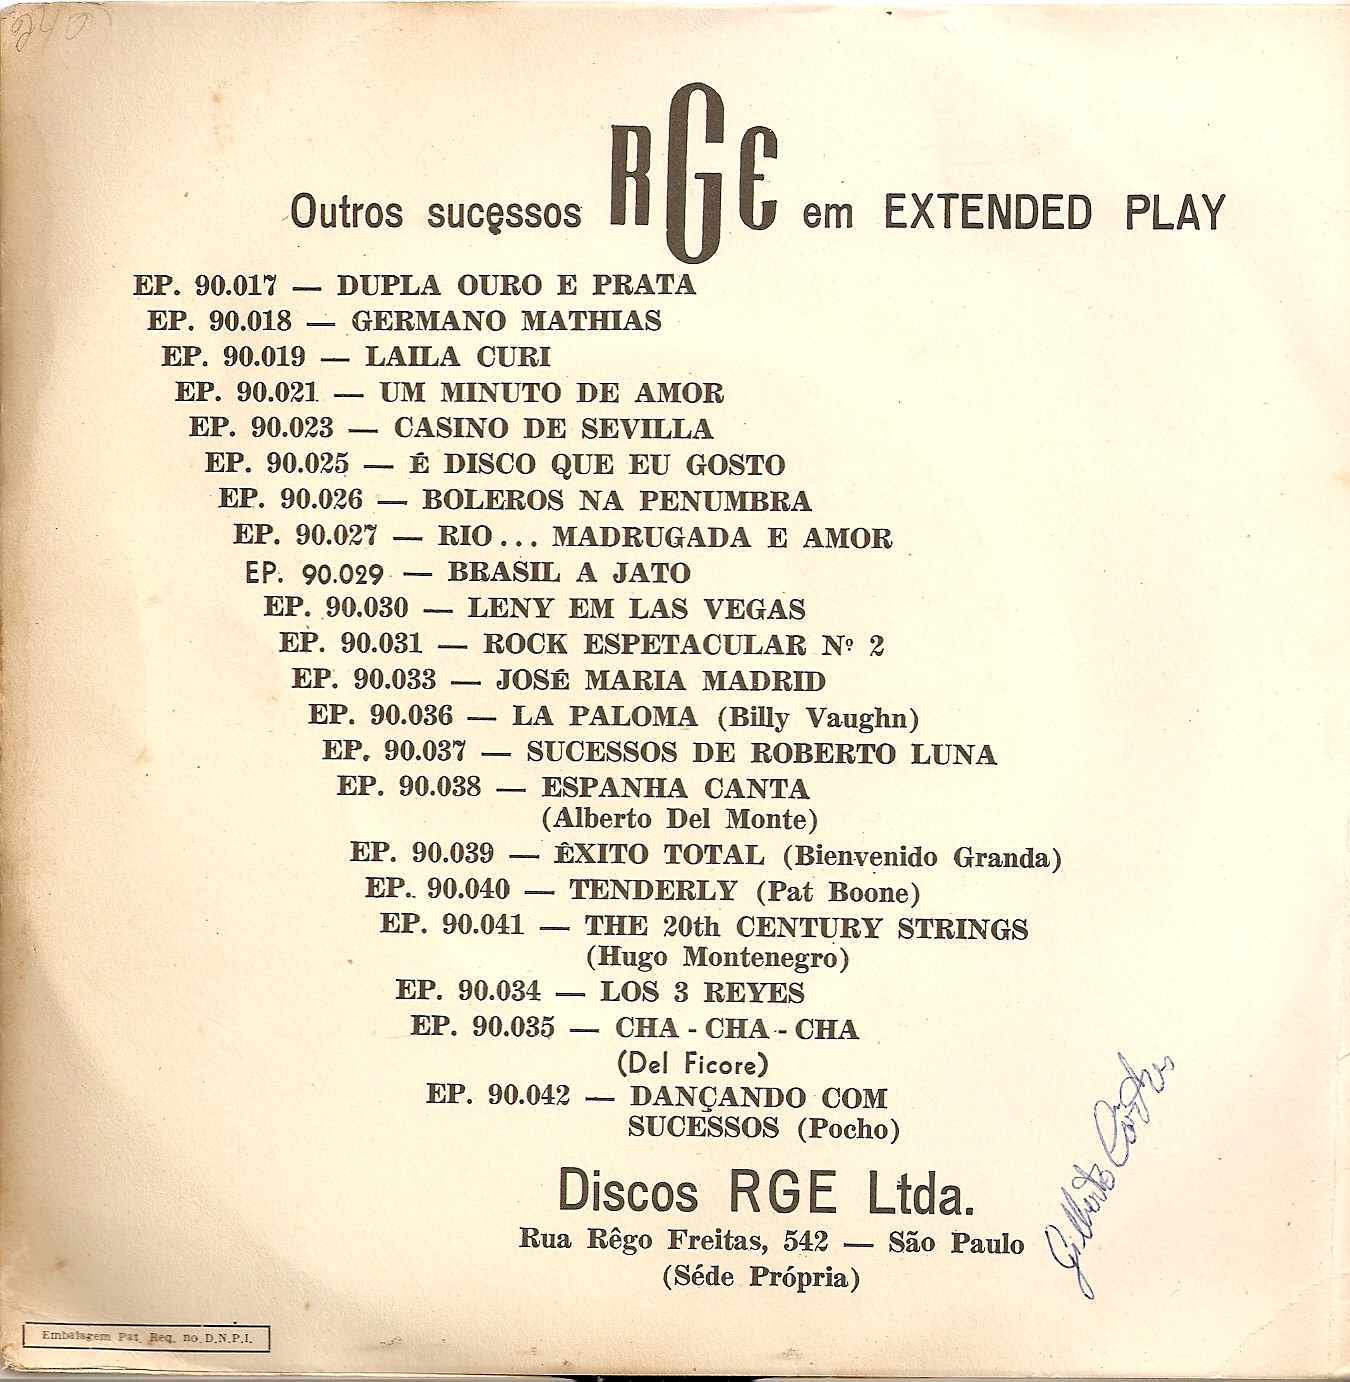 240
Outros sucessos RGE em EXTENDED PLAY
EP. 90.017 — DUPLA OURO E PRATA
EP. 90.018 — GERMANO MATHIAS
EP. 90.019 — LAILA CURI
EP. 90.021 — UM MINUTO DE AMOR
EP. 90.023 — CASINO DE SEVILLA
EP. 90.025 — É DISCO QUE EU GOSTO
EP. 90.026 — BOLEROS NA PENUMBRA
EP. 90.027 — RIO... MADRUGADA E AMOR
EP. 90.029 — BRASIL A JATO
EP. 90.030 — LENY EM LAS VEGAS
EP. 90.031 — ROCK ESPETACULAR Nº 2
EP. 90.033 — JOSÉ MARIA MADRID
EP. 90.036 — LA PALOMA (Billy Vaughn)
EP. 90.037 — SUCESSOS DE ROBERTO LUNA
EP. 90.038 — ESPANHA CANTA
(Alberto Del Monte)
EP. 90.039 — ÊXITO TOTAL (Bienvenido Granda)
EP. 90.040 — TENDERLY (Pat Boone)
EP. 90.041 — THE 20th CENTURY STRINGS
(Hugo Montenegro)
EP. 90.034 — LOS 3 REYES
EP. 90.035 — CHA - CHA - CHA
(Del Ficore)
EP. 90.042 — DANÇANDO COM
SUCESSOS (Pocho)
Discos RGE Ltda.
Rua Rêgo Freitas, 542 — São Paulo
(Séde Própria)
Gilberto
Embalagem Pat. Req. no D.N.P.I.